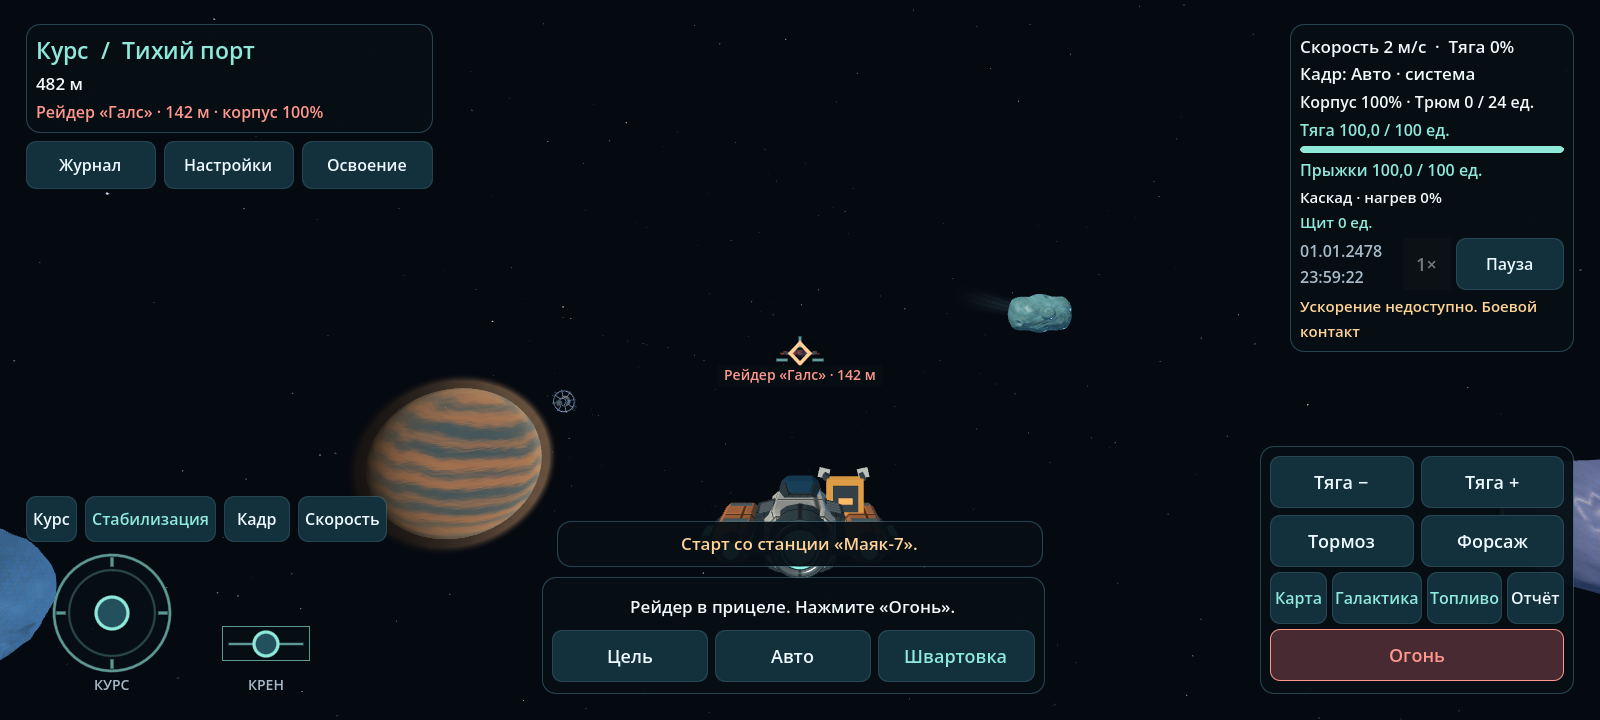 Курс / Тихий порт
482 м
Рейдер «Галс» · 142 м · корпус 100%
Журнал
Настройки
Освоение
Скорость 2 м/с · Тяга 0%
Кадр: Авто · система
Корпус 100% · Трюм 0 / 24 ед.
Тяга 100,0 / 100 ед.
Прыжки 100,0 / 100 ед.
Каскад · нагрев 0%
Щит 0 ед.
01.01.2478
23:59:22
1×
Пауза
Ускорение недоступно. Боевой
контакт
Рейдер «Галс» · 142 м
Курс
Стабилизация
Кадр
Скорость
КУРС
КРЕН
Старт со станции «Маяк-7».
Рейдер в прицеле. Нажмите «Огонь».
Цель
Авто
Швартовка
Тяга −
Тяга +
Тормоз
Форсаж
Карта
Галактика
Топливо
Отчёт
Огонь